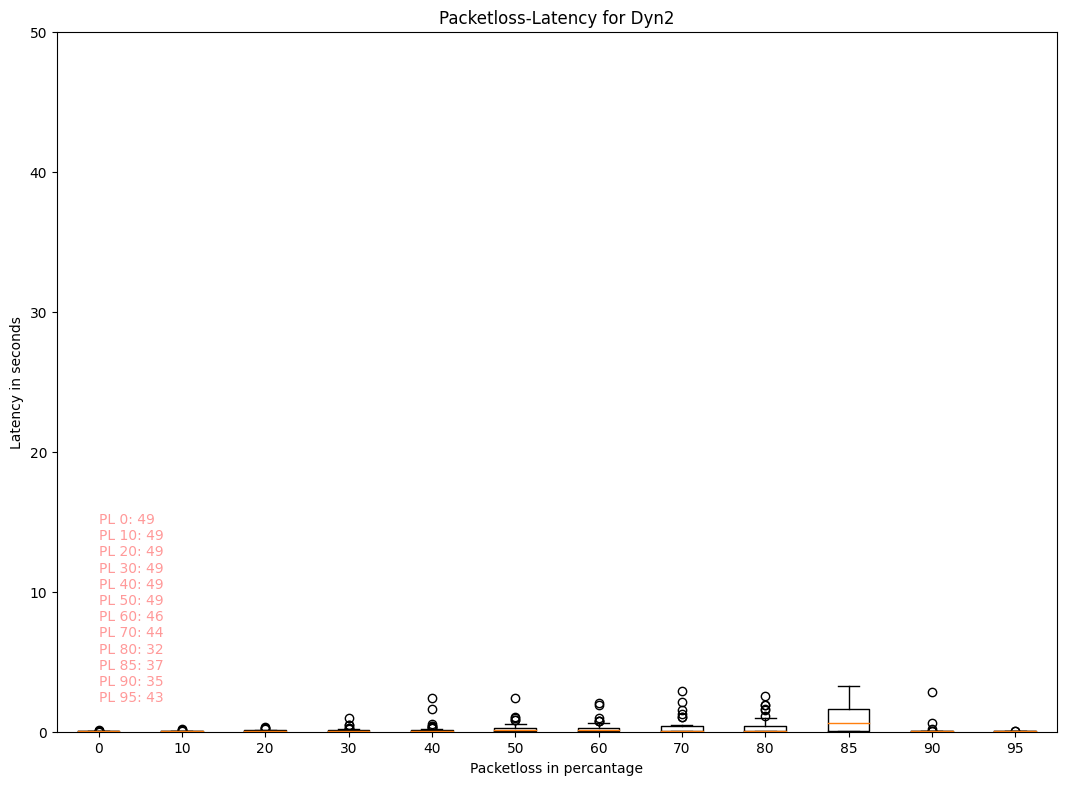 Packetloss-Latency for Dyn2
50
40
30
20
10
0
Latency in seconds
PL 0: 49
PL 10: 49
PL 20: 49
PL 30: 49
PL 40: 49
PL 50: 49
PL 60: 46
PL 70: 44
PL 80: 32
PL 85: 37
PL 90: 35
PL 95: 43
0 10 20 30 40 50 60 70 80 85 90 95
Packetloss in percantage